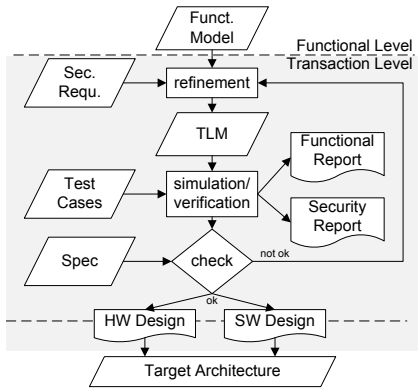 Funct.
Model
Functional Level
Transaction Level
Sec.
Requ.
refinement
TLM
Functional
Report
Test
Cases
simulation/
verification
Security
Report
Spec
check
not ok
ok
HW Design
SW Design
Target Architecture